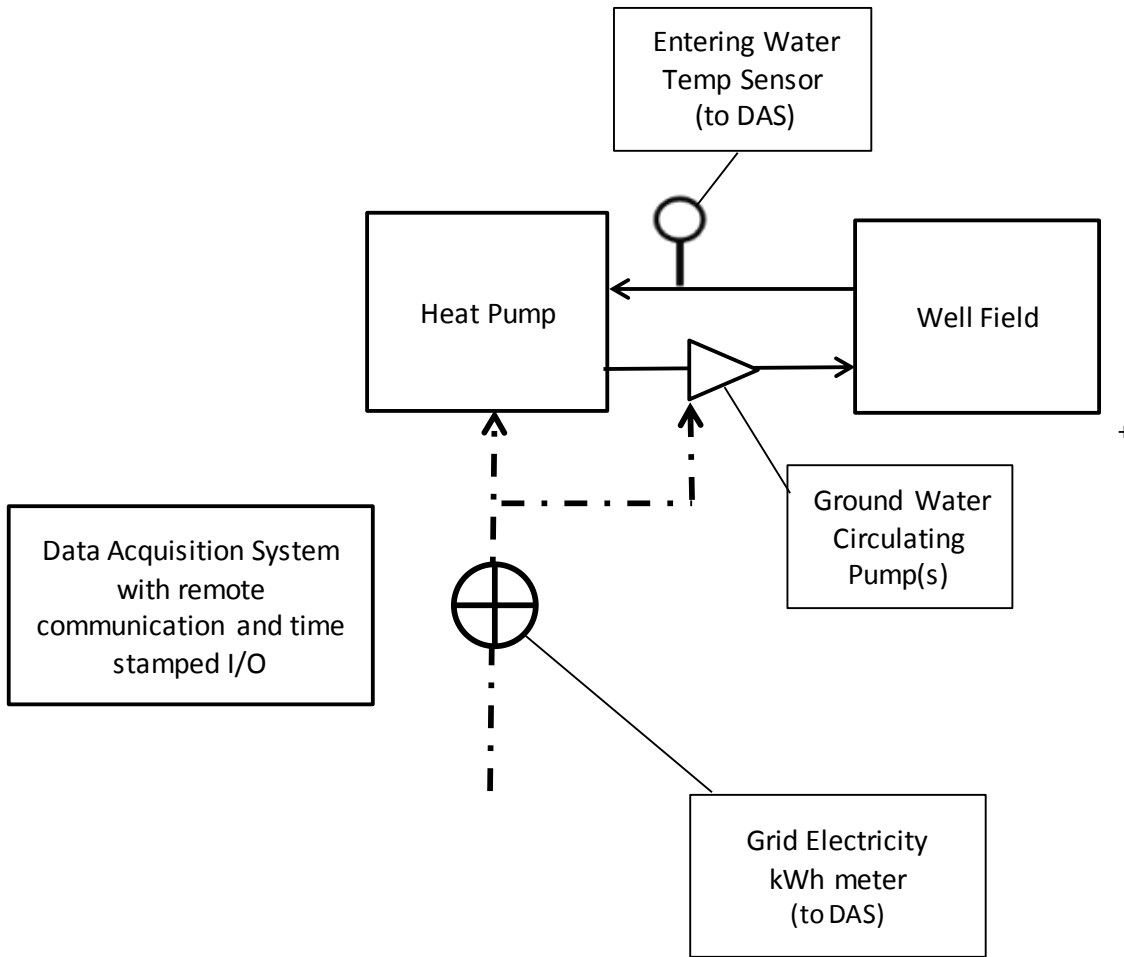 Entering Water
Temp Sensor
(to DAS)
Heat Pump
Well Field
+
Ground Water
Circulating
Pump(s)
Data Acquisition System
with remote
communication and time
stamped I/O
Grid Electricity
kWh meter
(to DAS)